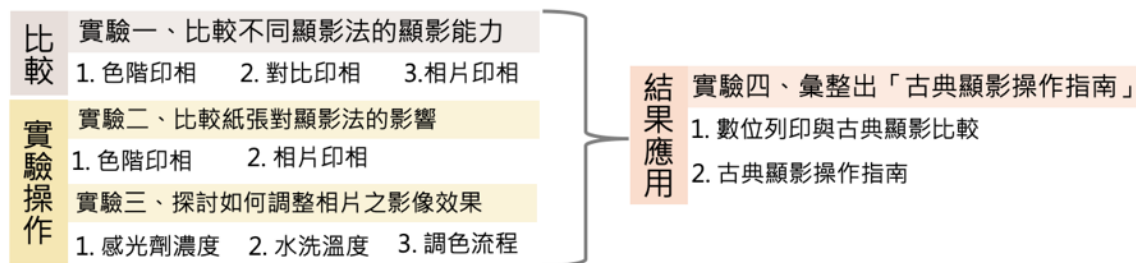 比較
實驗一、比較不同顯影法的顯影能力
1. 色階印相 2. 對比印相 3.相片印相
實驗操作
實驗二、比較紙張對顯影法的影響
1. 色階印相 2. 相片印相
實驗三、探討如何調整相片之影像效果
1. 感光劑濃度 2. 水洗溫度 3. 調色流程
結果應用
實驗四、彙整出「古典顯影操作指南」
1. 數位列印與古典顯影比較
2. 古典顯影操作指南